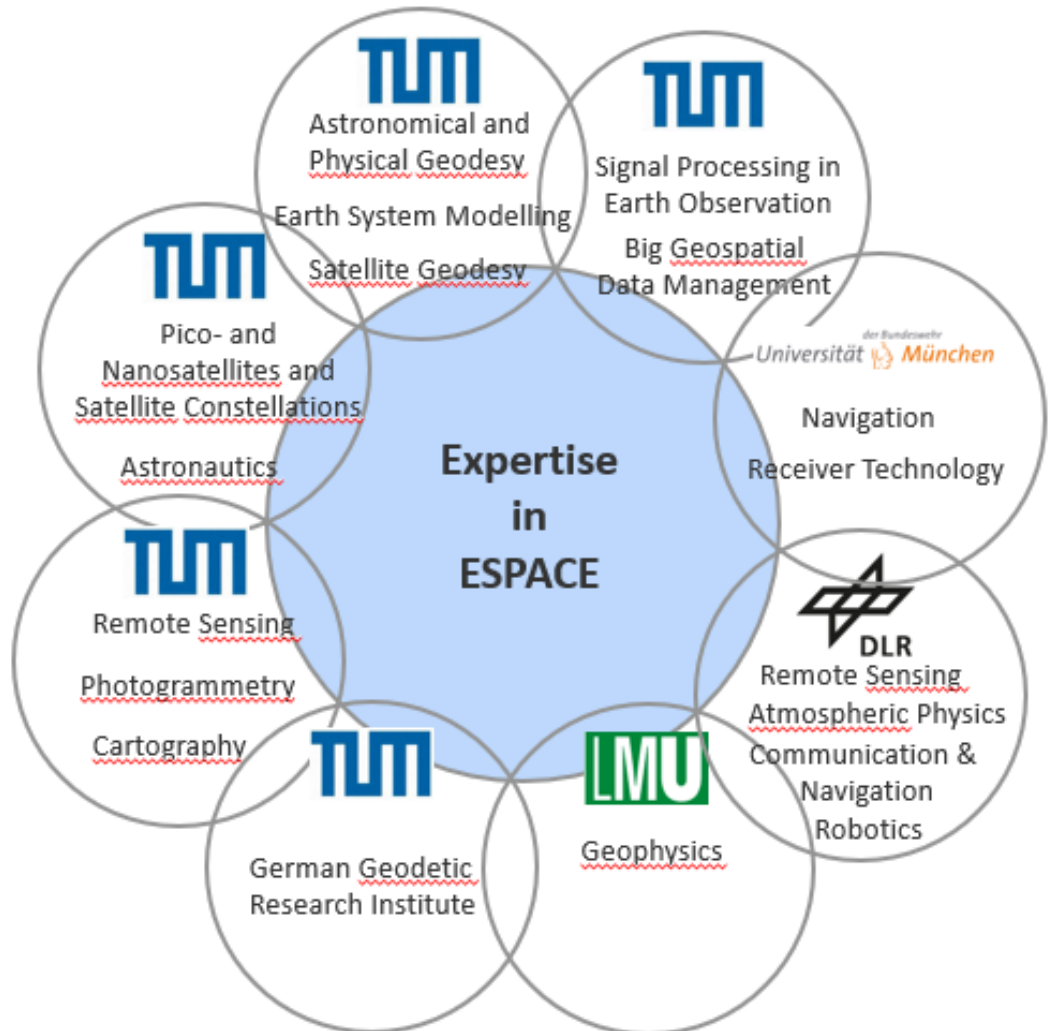 TUM
Astronomical and
Physical Geodesy
Earth System Modelling
Satellite Geodesy
TUM
Signal Processing in
Earth Observation
Big Geospatial
Data Management
der Bundeswehr
Universität München
Navigation
Receiver Technology
DLR
Remote Sensing
Atmospheric Physics
Communication &
Navigation
Robotics
LMU
Geophysics
TUM
German Geodetic
Research Institute
TUM
Remote Sensing
Photogrammetry
Cartography
TUM
Pico- and
Nanosatellites and
Satellite Constellations
Astronautics
Expertise
in
ESPACE